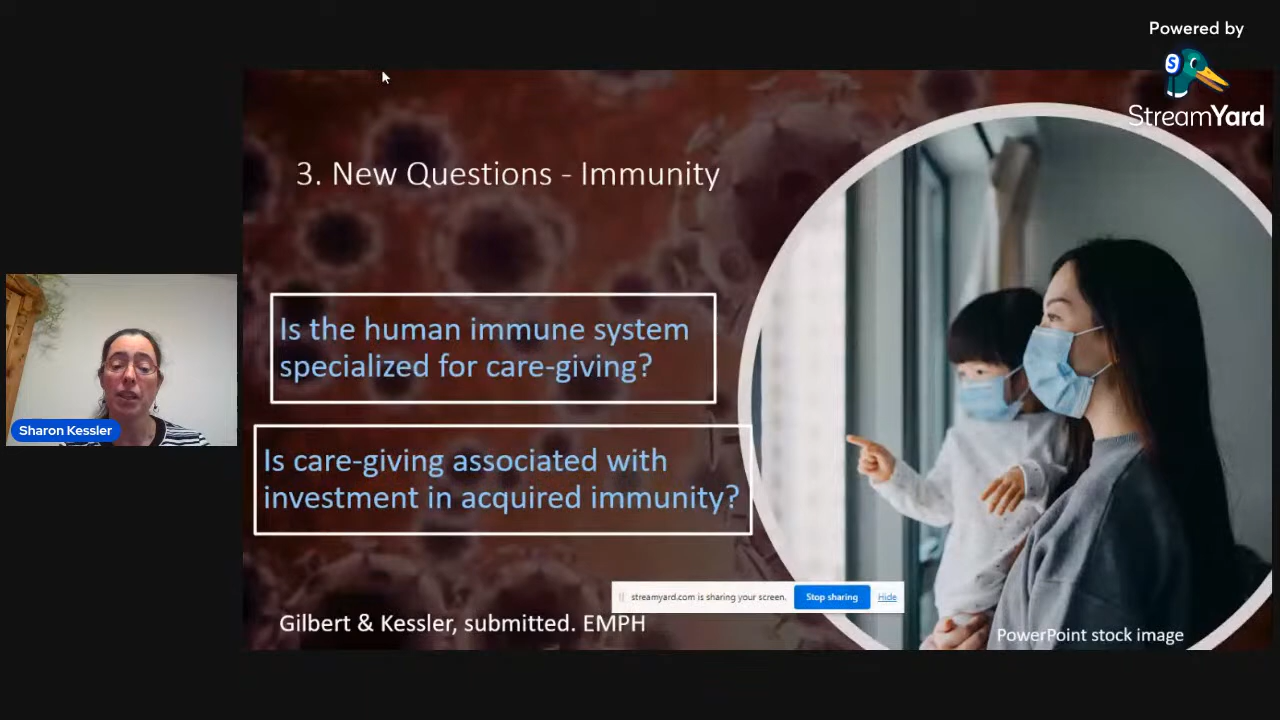 Powered by
StreamYard
3. New Questions - Immunity
Is the human immune system
specialized for care-giving?
Sharon Kessler
Is care-giving associated with
investment in acquired immunity?
streamyard.com is sharing your screen.
Stop sharing
Hide
Gilbert & Kessler, submitted. EMPH
PowerPoint stock image